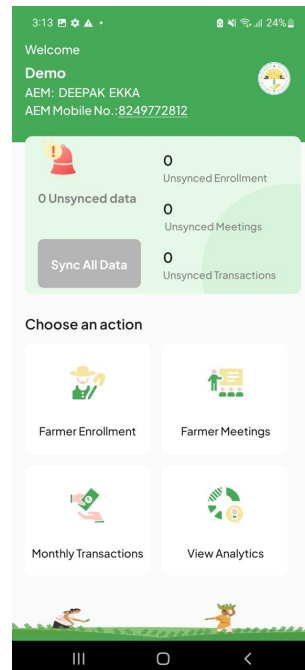 3:13
24%
Welcome
Demo
AEM: DEEPAK EKKA
AEM Mobile No.:8249772812
0 Unsynced data
Sync All Data
0
Unsynced Enrollment
0
Unsynced Meetings
0
Unsynced Transactions
Choose an action
Farmer Enrollment
Farmer Meetings
Monthly Transactions
View Analytics